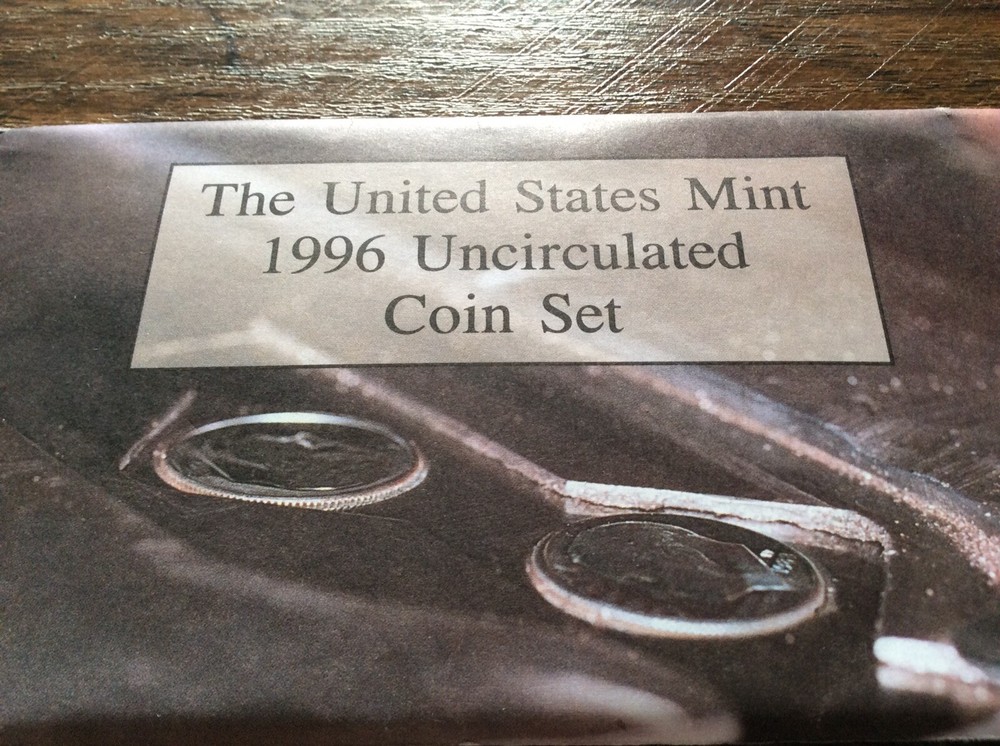 The United States Mint
1996 Uncirculated
Coin Set